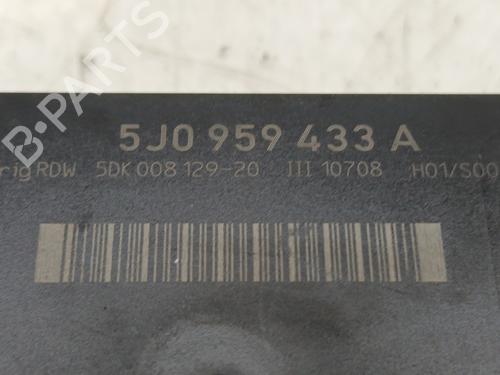 5J0 959 433 A
rigRDW 5DK 008 129-20 III 10708 H01/S00
B-PARTS